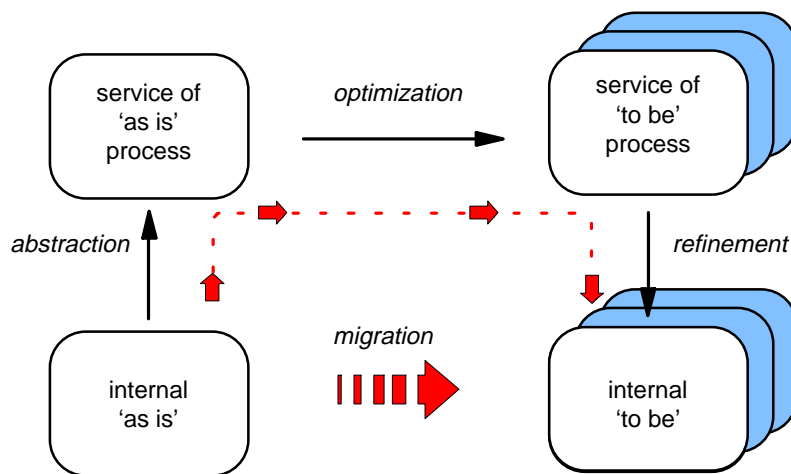 service of
‘as is’
process
optimization
service of
‘to be’
process
abstraction
refinement
migration
internal
‘as is’
internal
‘to be’